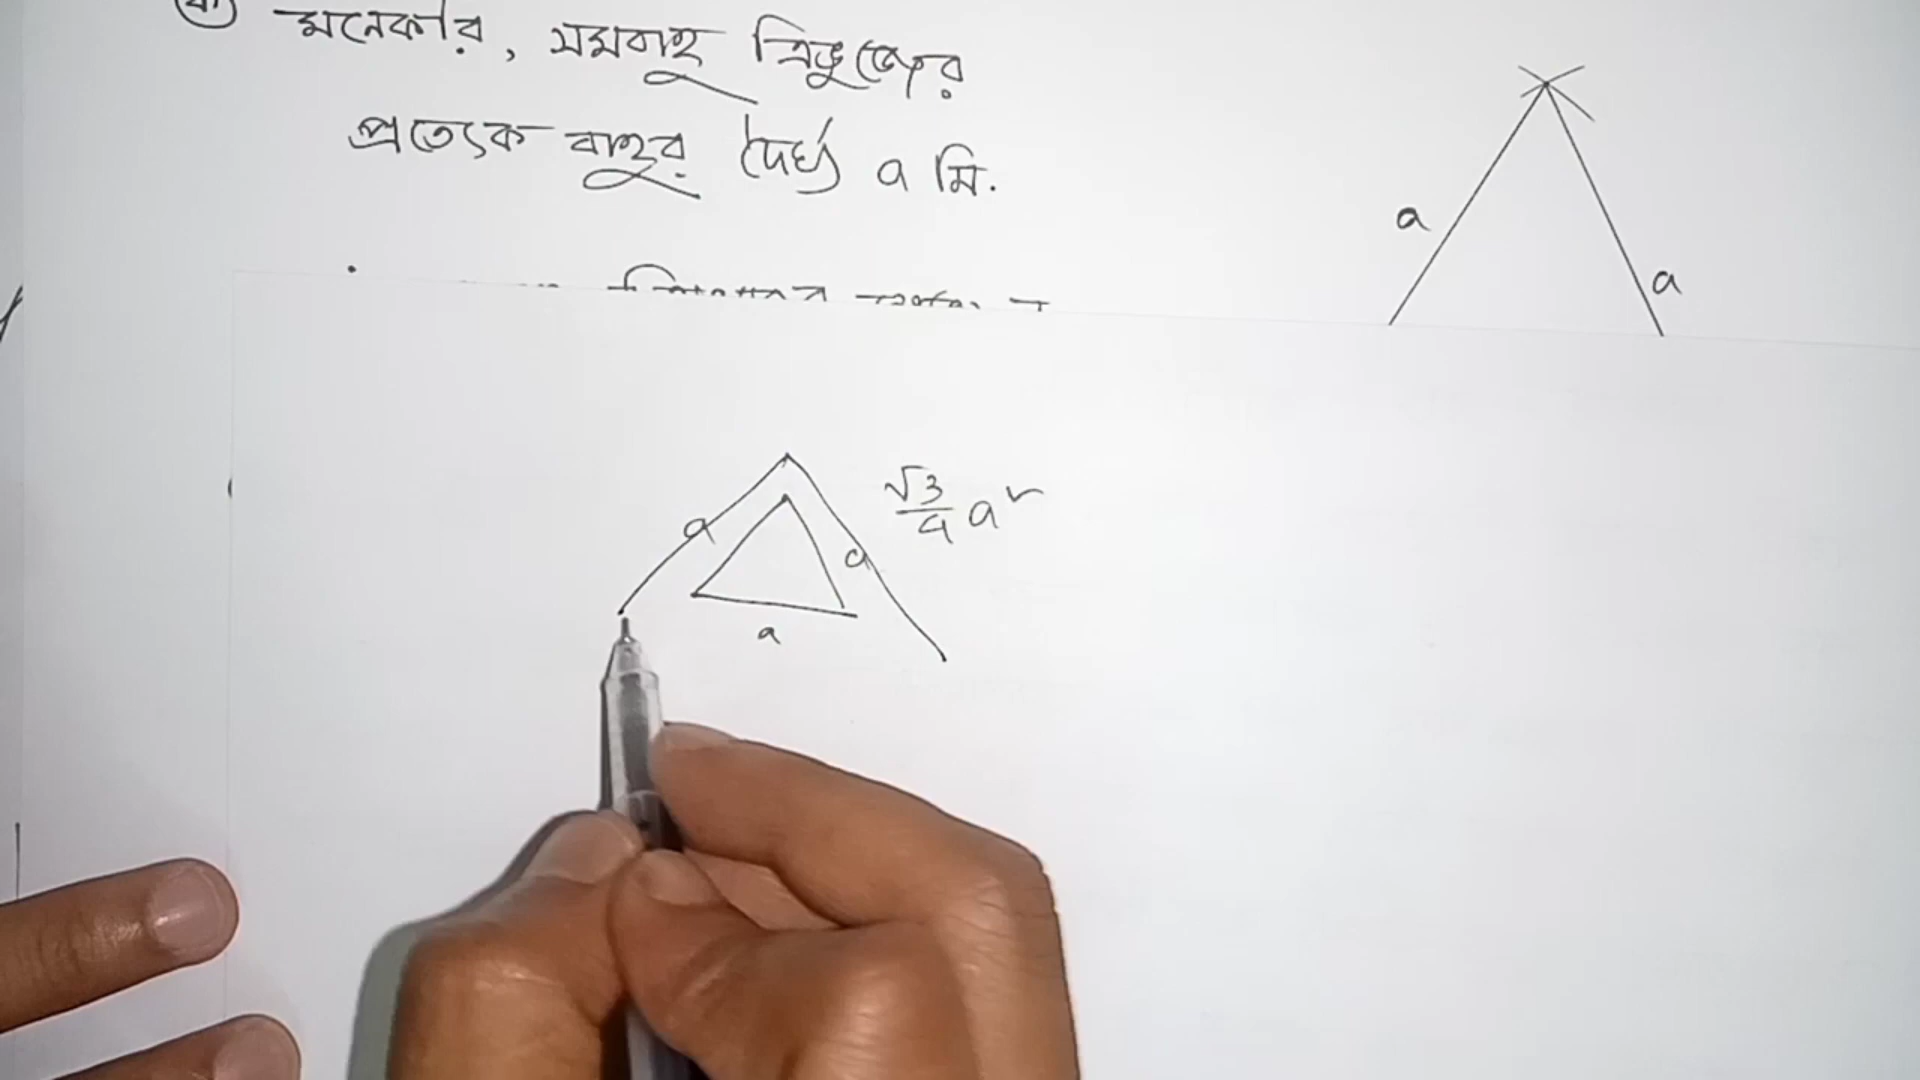 ক মনেকরি, সমবাহু ত্রিভুজের
প্রত্যেক বাহুর দৈর্ঘ্য a মি.
a
a
√3/4 a²
a
a
a